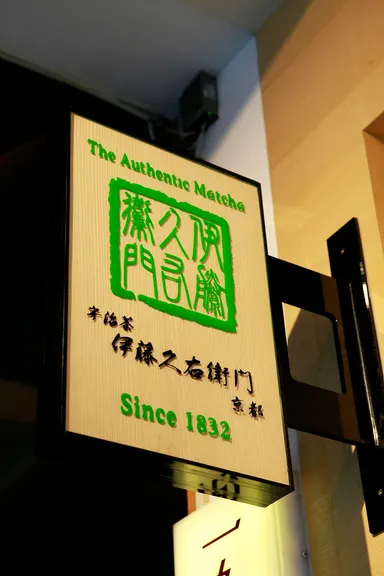 The Authentic Matcha
伊藤
久右
衛門
宇治茶
伊藤久右衛門
京都
Since 1832
一